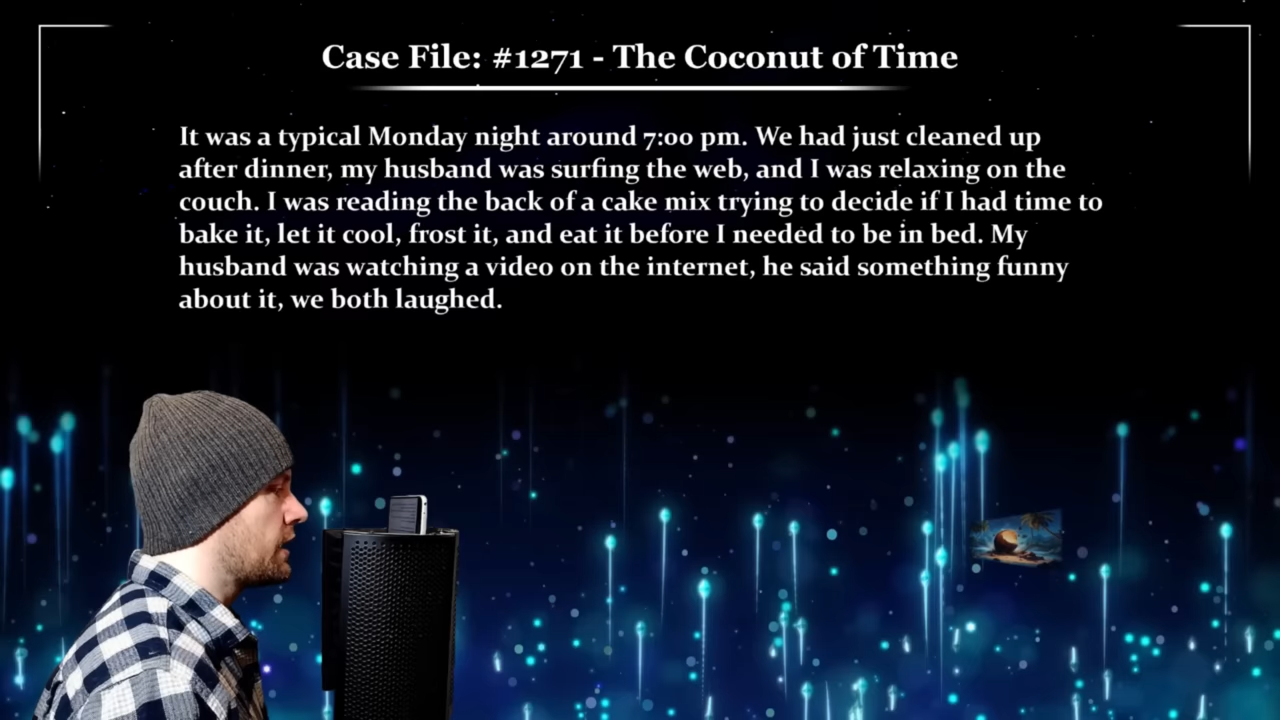 Case File: #1271 - The Coconut of Time
It was a typical Monday night around 7:00 pm. We had just cleaned up
after dinner, my husband was surfing the web, and I was relaxing on the
couch. I was reading the back of a cake mix trying to decide if I had time to
bake it, let it cool, frost it, and eat it before I needed to be in bed. My
husband was watching a video on the internet, he said something funny
about it, we both laughed.